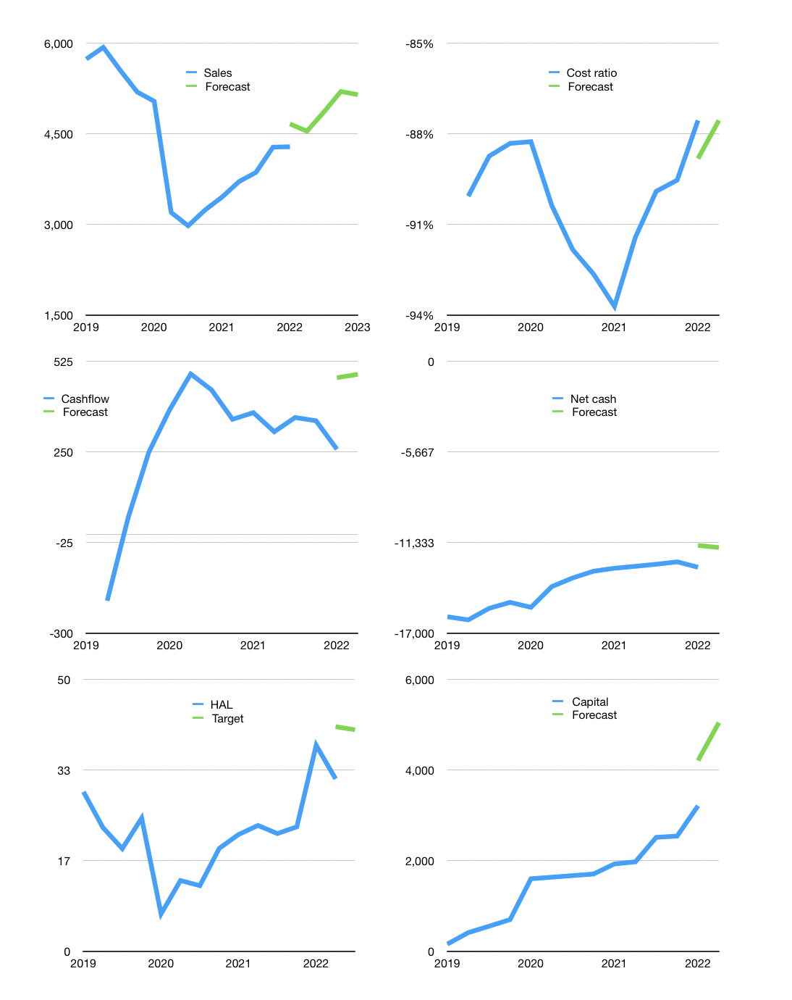 6,000
Sales
Forecast
4,500
3,000
1,500
2019 2020 2021 2022 2023
-85%
Cost ratio
Forecast
-88%
-91%
-94%
2019 2020 2021 2022
525
Cashflow
Forecast
250
-25
-300
2019 2020 2021 2022
0
Net cash
Forecast
-5,667
-11,333
-17,000
2019 2020 2021 2022
50
HAL
Target
33
17
0
2019 2020 2021 2022
6,000
Capital
Forecast
4,000
2,000
0
2019 2020 2021 2022